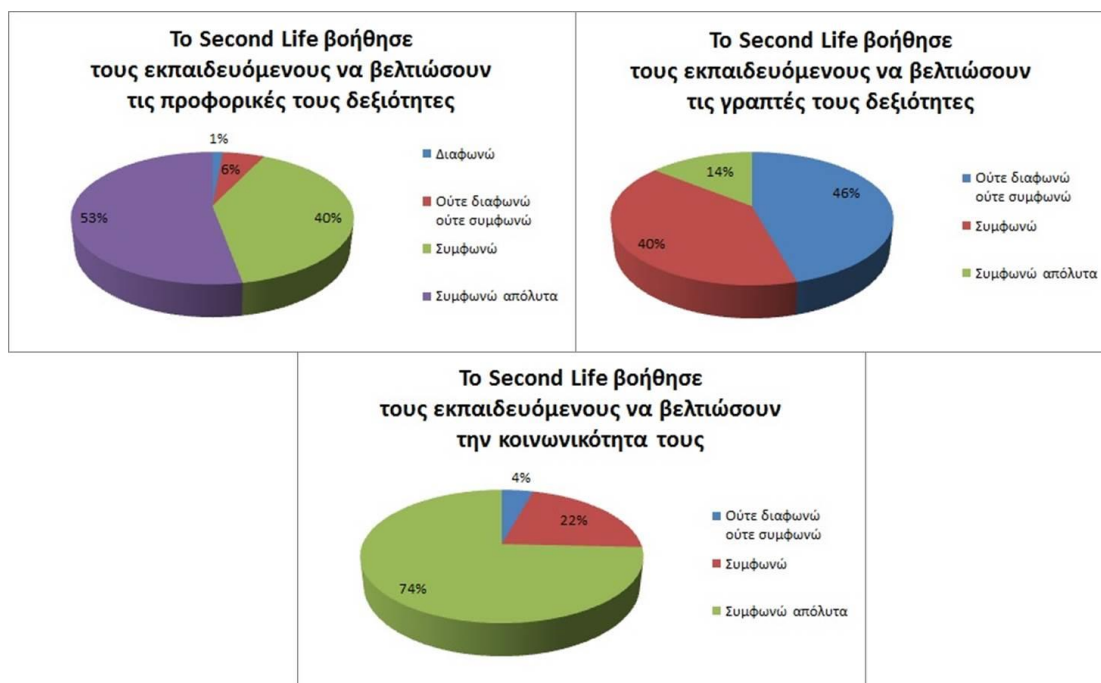 Το Second Life βοήθησε
τους εκπαιδευόμενους να βελτιώσουν
τις προφορικές τους δεξιότητες
1%
6%
40%
53%
Διαφωνώ
Ούτε διαφωνώ
ούτε συμφωνώ
Συμφωνώ
Συμφωνώ απόλυτα
Το Second Life βοήθησε
τους εκπαιδευόμενους να βελτιώσουν
τις γραπτές τους δεξιότητες
14%
46%
40%
Ούτε διαφωνώ
ούτε συμφωνώ
Συμφωνώ
Συμφωνώ απόλυτα
Το Second Life βοήθησε
τους εκπαιδευόμενους να βελτιώσουν
την κοινωνικότητα τους
4%
22%
74%
Ούτε διαφωνώ
ούτε συμφωνώ
Συμφωνώ
Συμφωνώ απόλυτα